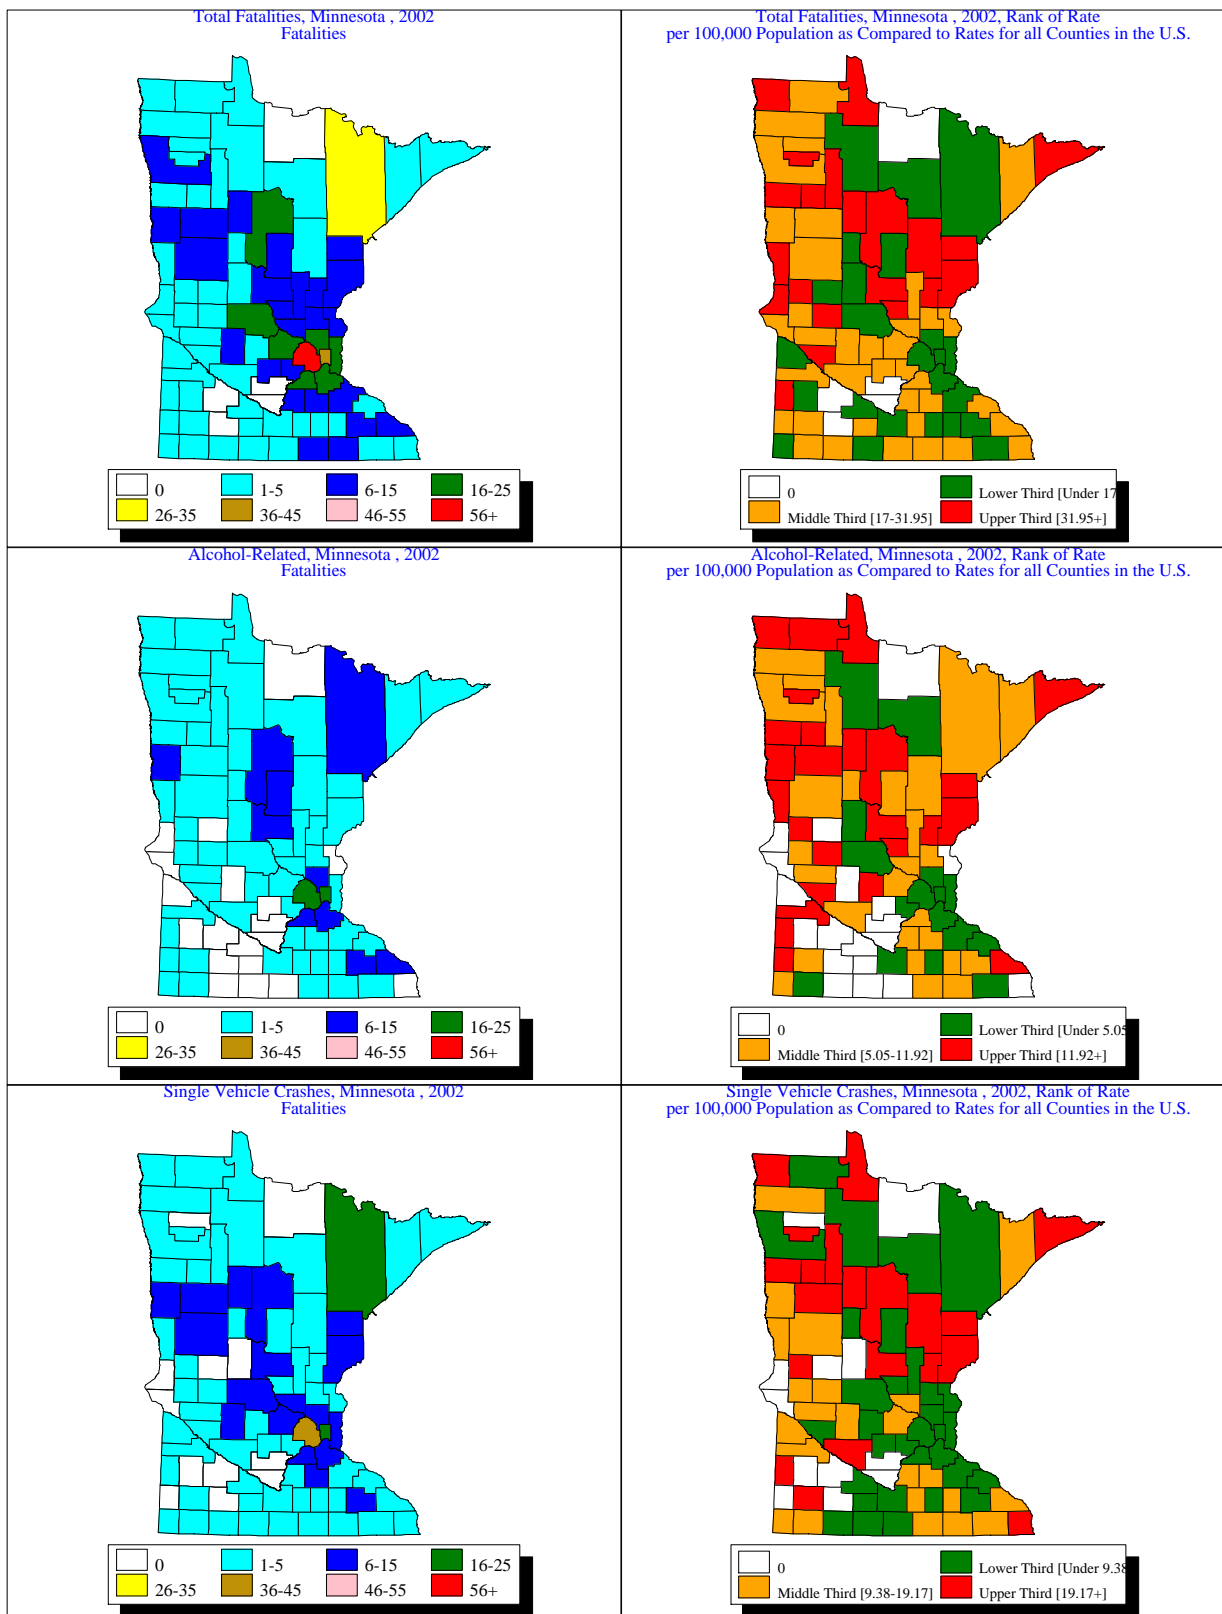 Total Fatalities, Minnesota , 2002
Fatalities
0
1-5
6-15
16-25
26-35
36-45
46-55
56+
Total Fatalities, Minnesota , 2002, Rank of Rate
per 100,000 Population as Compared to Rates for all Counties in the U.S.
0
Lower Third [Under 17
Middle Third [17-31.95]
Upper Third [31.95+]
Alcohol-Related, Minnesota , 2002
Fatalities
0
1-5
6-15
16-25
26-35
36-45
46-55
56+
Alcohol-Related, Minnesota , 2002, Rank of Rate
per 100,000 Population as Compared to Rates for all Counties in the U.S.
0
Lower Third [Under 5.05
Middle Third [5.05-11.92]
Upper Third [11.92+]
Single Vehicle Crashes, Minnesota , 2002
Fatalities
0
1-5
6-15
16-25
26-35
36-45
46-55
56+
Single Vehicle Crashes, Minnesota , 2002, Rank of Rate
per 100,000 Population as Compared to Rates for all Counties in the U.S.
0
Lower Third [Under 9.38
Middle Third [9.38-19.17]
Upper Third [19.17+]